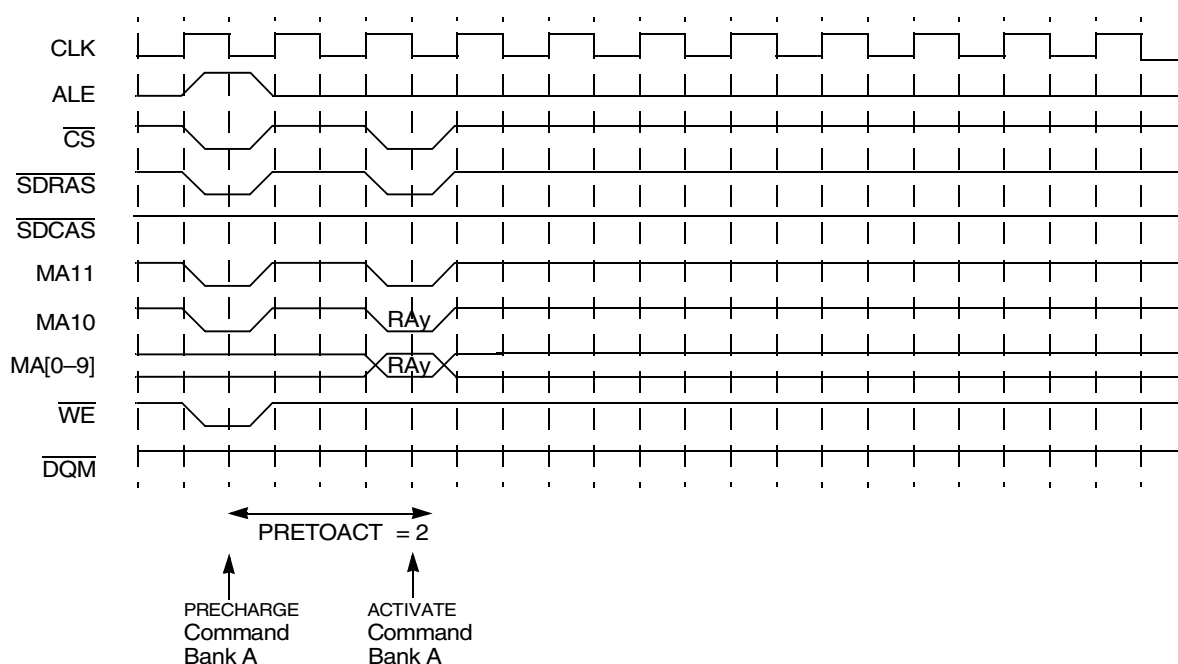 CLK
ALE
CS
SDRAS
SDCAS
MA11
MA10
RAy
MA[0–9]
RAy
WE
DQM
PRETOACT = 2
PRECHARGE
Command
Bank A
ACTIVATE
Command
Bank A